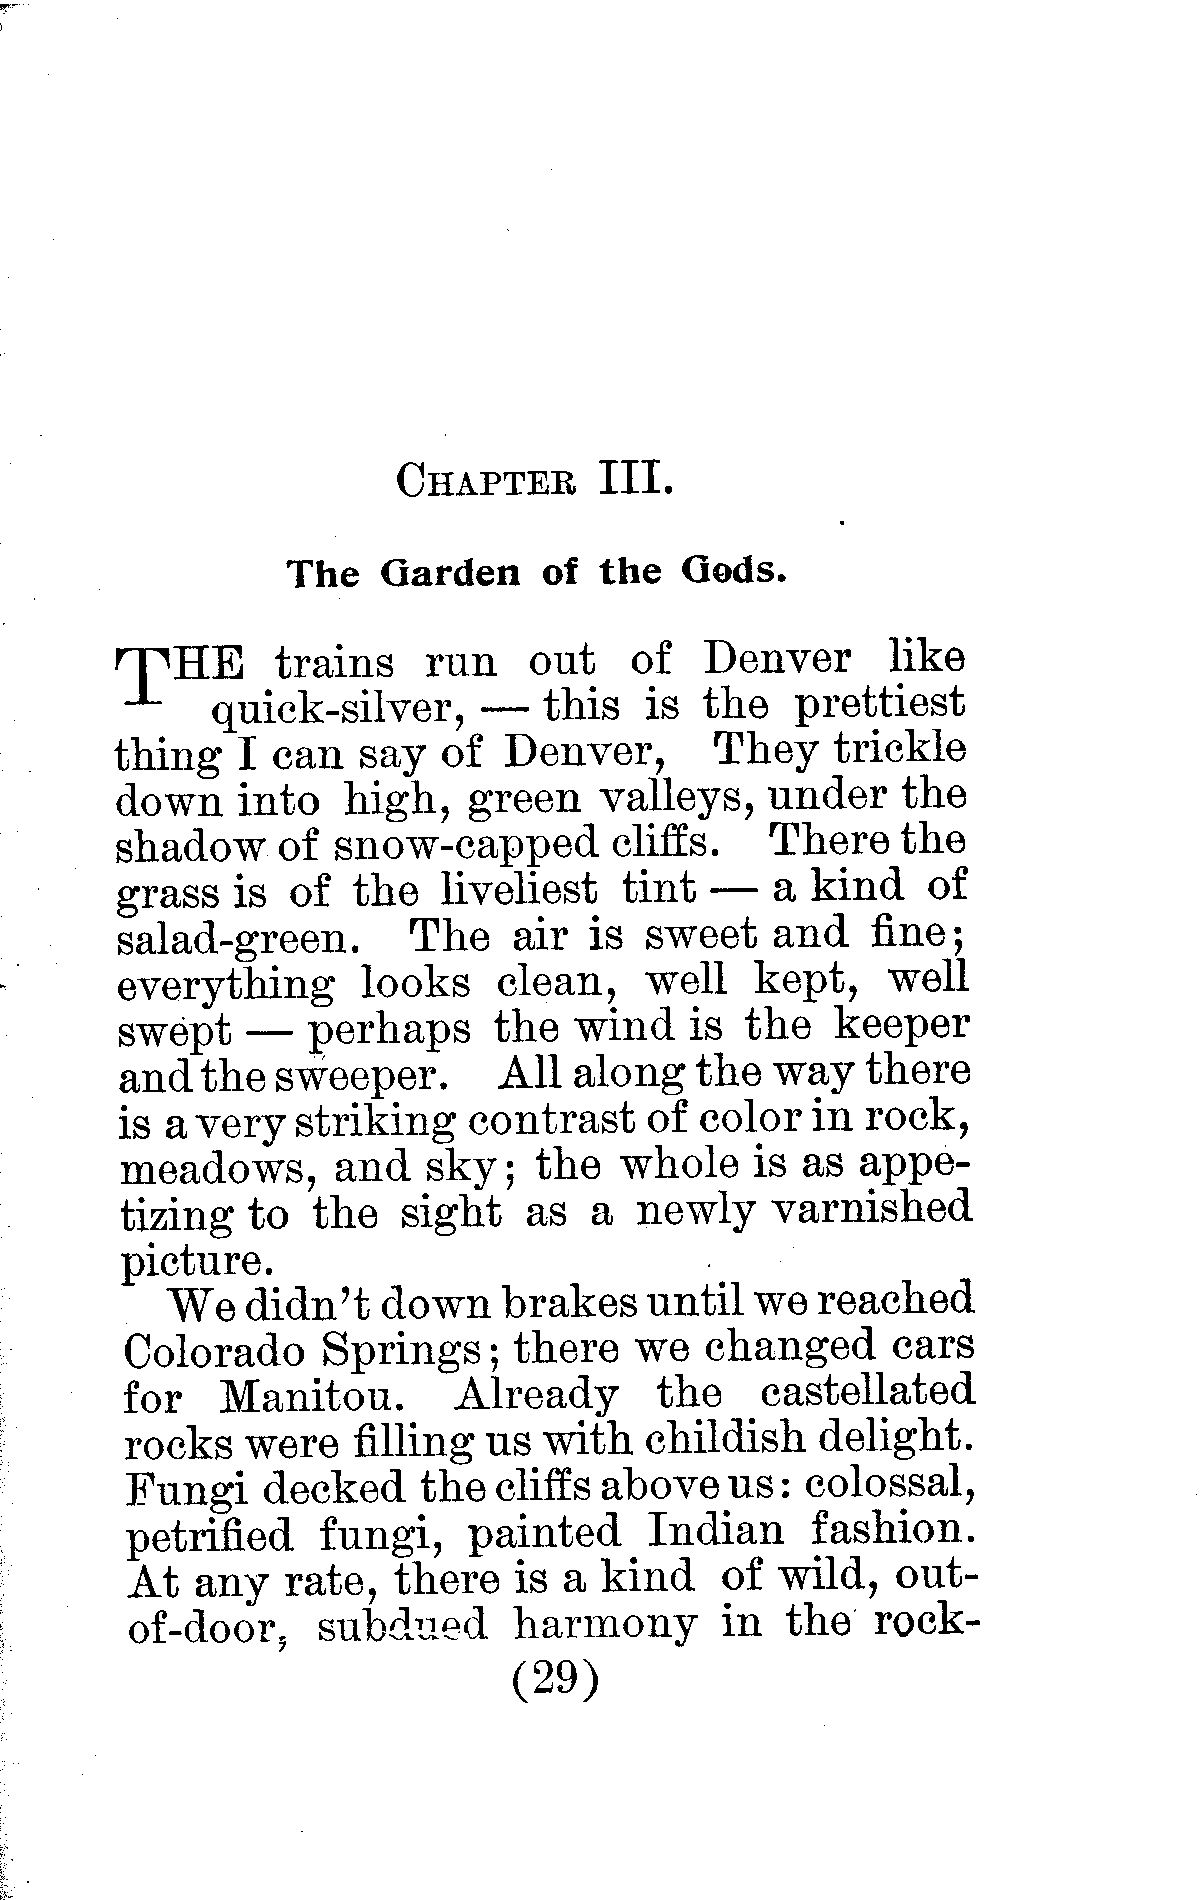 CHAPTER III.
The Garden of the Gods.
THE trains run out of Denver like
quick-silver, — this is the prettiest
thing I can say of Denver, They trickle
down into high, green valleys, under the
shadow of snow-capped cliffs. There the
grass is of the liveliest tint — a kind of
salad-green. The air is sweet and fine;
everything looks clean, well kept, well
swept — perhaps the wind is the keeper
and the sweeper. All along the way there
is a very striking contrast of color in rock,
meadows, and sky; the whole is as appe-
tizing to the sight as a newly varnished
picture.
We didn't down brakes until we reached
Colorado Springs; there we changed cars
for Manitou. Already the castellated
rocks were filling us with childish delight.
Fungi decked the cliffs above us: colossal,
petrified fungi, painted Indian fashion.
At any rate, there is a kind of wild, out-
of-door, subdued harmony in the rock-
(29)